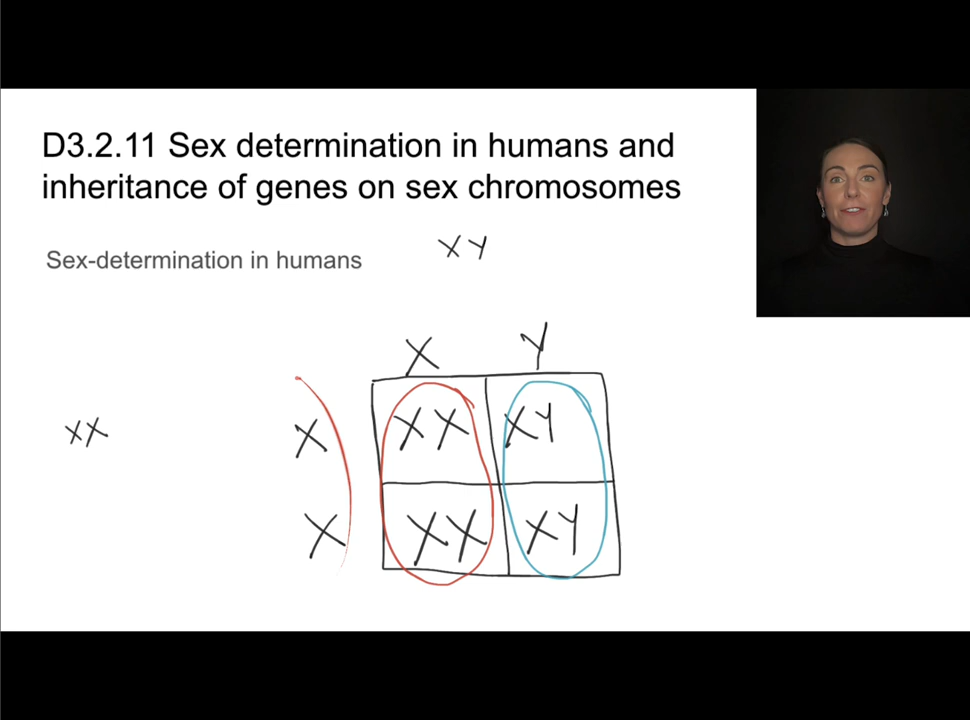 D3.2.11 Sex determination in humans and
inheritance of genes on sex chromosomes
Sex-determination in humans
XY
X Y
XX
X XX XY
X XX XY